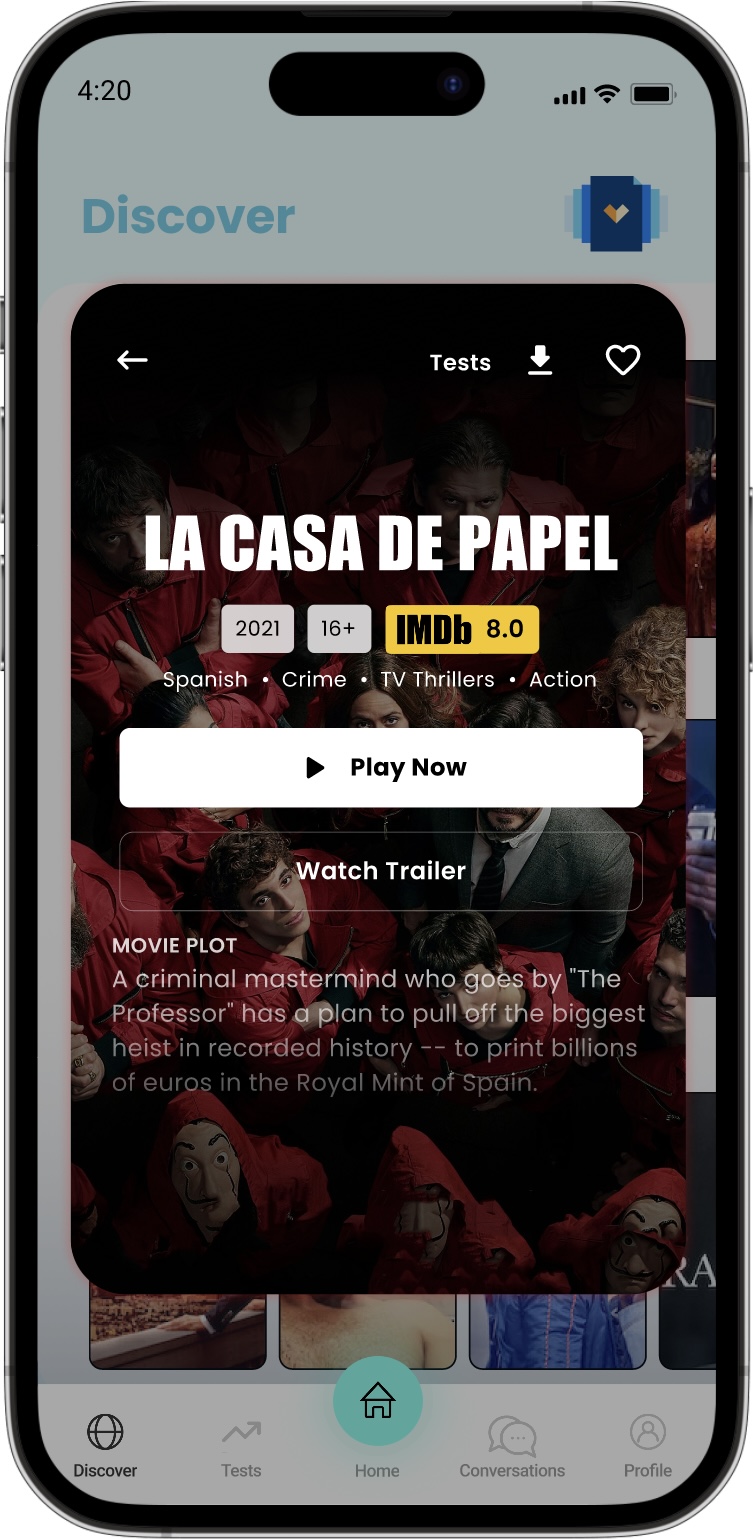 4:20
Discover
Tests
LA CASA DE PAPEL
2021 16+ IMDb 8.0
Spanish • Crime • TV Thrillers • Action
Play Now
Watch Trailer
MOVIE PLOT
A criminal mastermind who goes by "The
Professor" has a plan to pull off the biggest
heist in recorded history -- to print billions
of euros in the Royal Mint of Spain.
RA
Discover Tests Home Conversations Profile